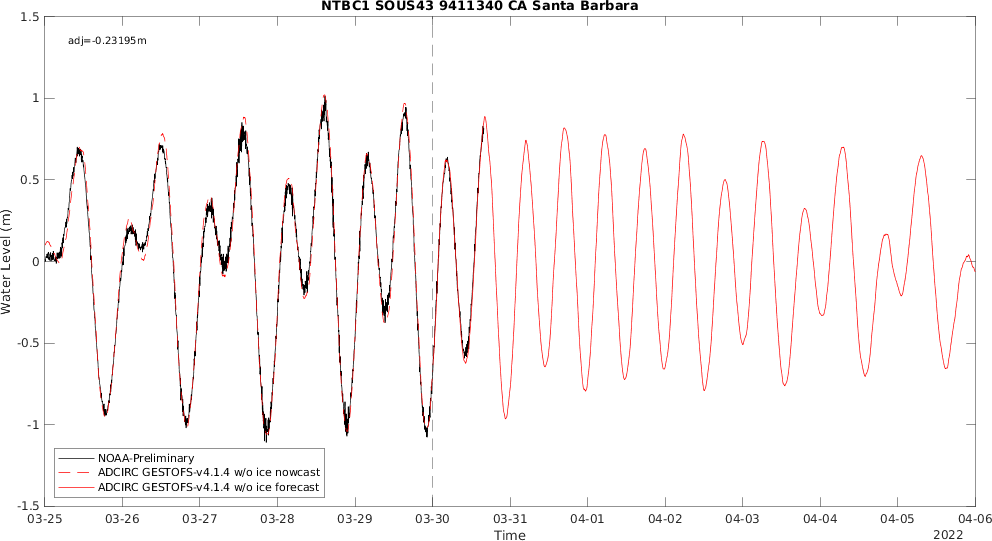 NTBC1 SOUS43 9411340 CA Santa Barbara
adj=-0.23195m
1.5
1
0.5
0
-0.5
-1
-1.5
Water Level (m)
NOAA-Preliminary
ADCIRC GESTOFS-v4.1.4 w/o ice nowcast
ADCIRC GESTOFS-v4.1.4 w/o ice forecast
03-25 03-26 03-27 03-28 03-29 03-30 03-31 04-01 04-02 04-03 04-04 04-05 04-06
Time
2022